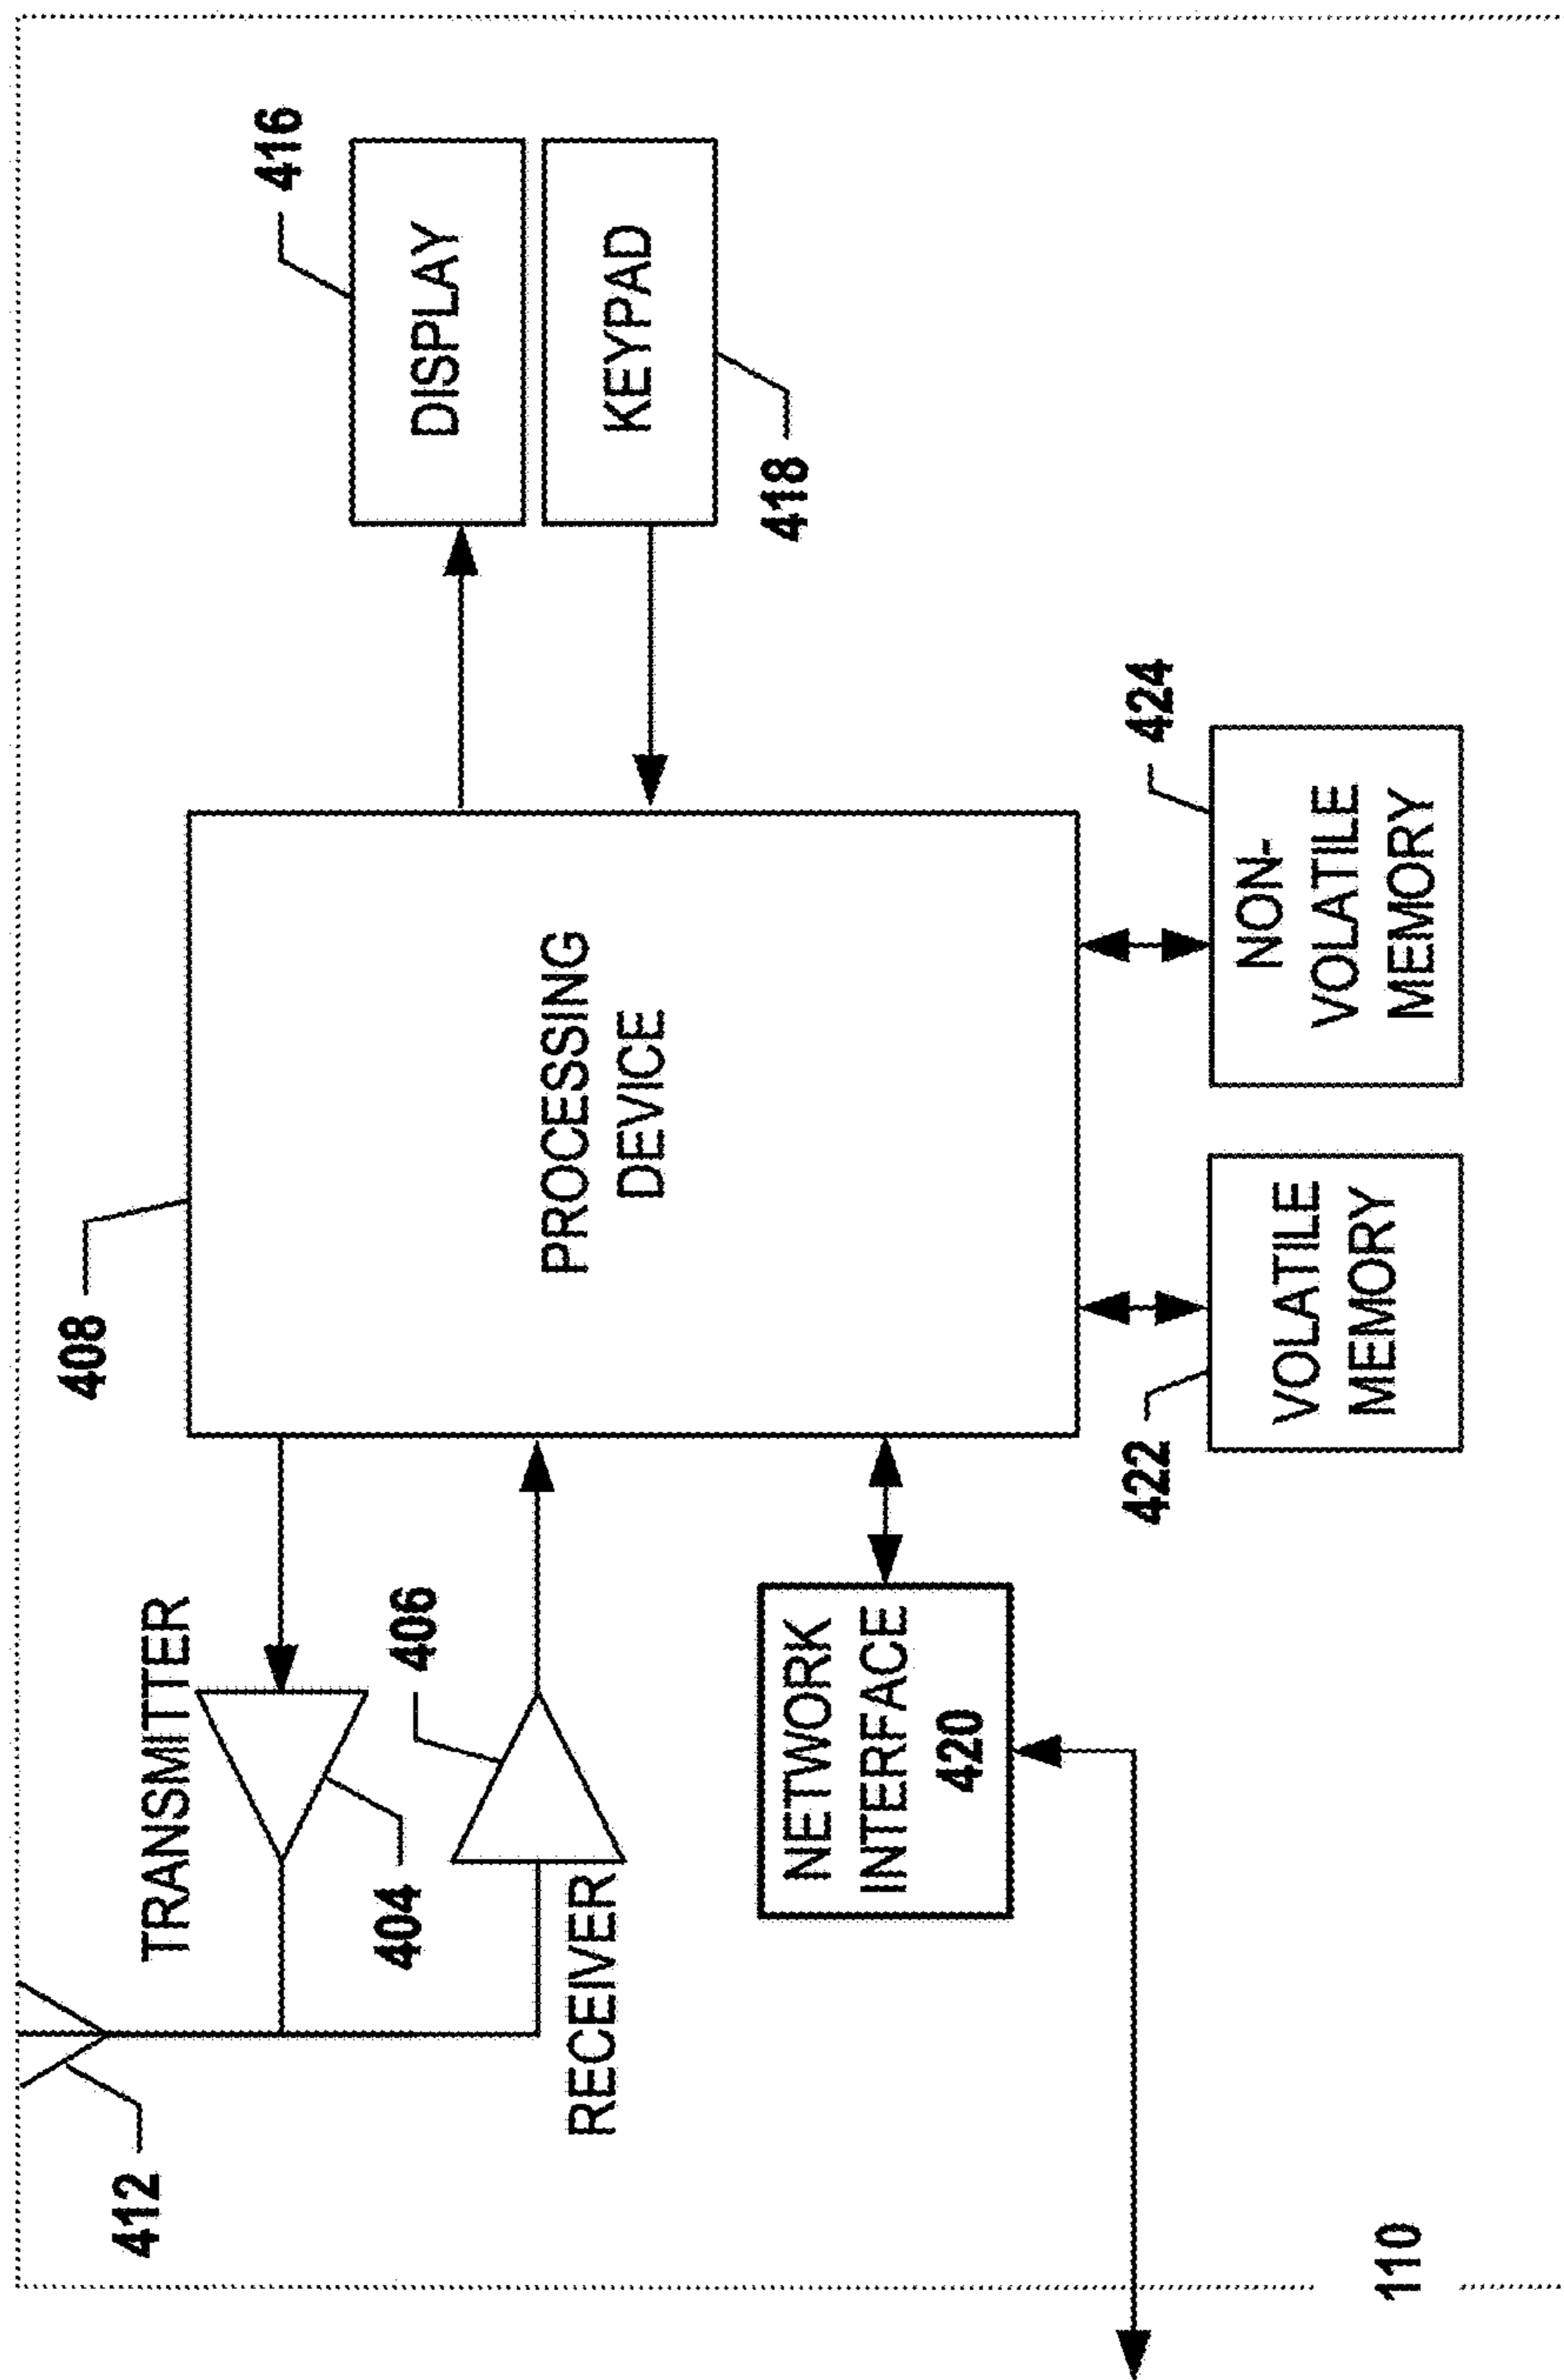 412
TRANSMITTER
404
406
RECEIVER
408
PROCESSING
DEVICE
416
DISPLAY
KEYPAD
418
NETWORK
INTERFACE
420
422
VOLATILE
MEMORY
424
NON-
VOLATILE
MEMORY
110